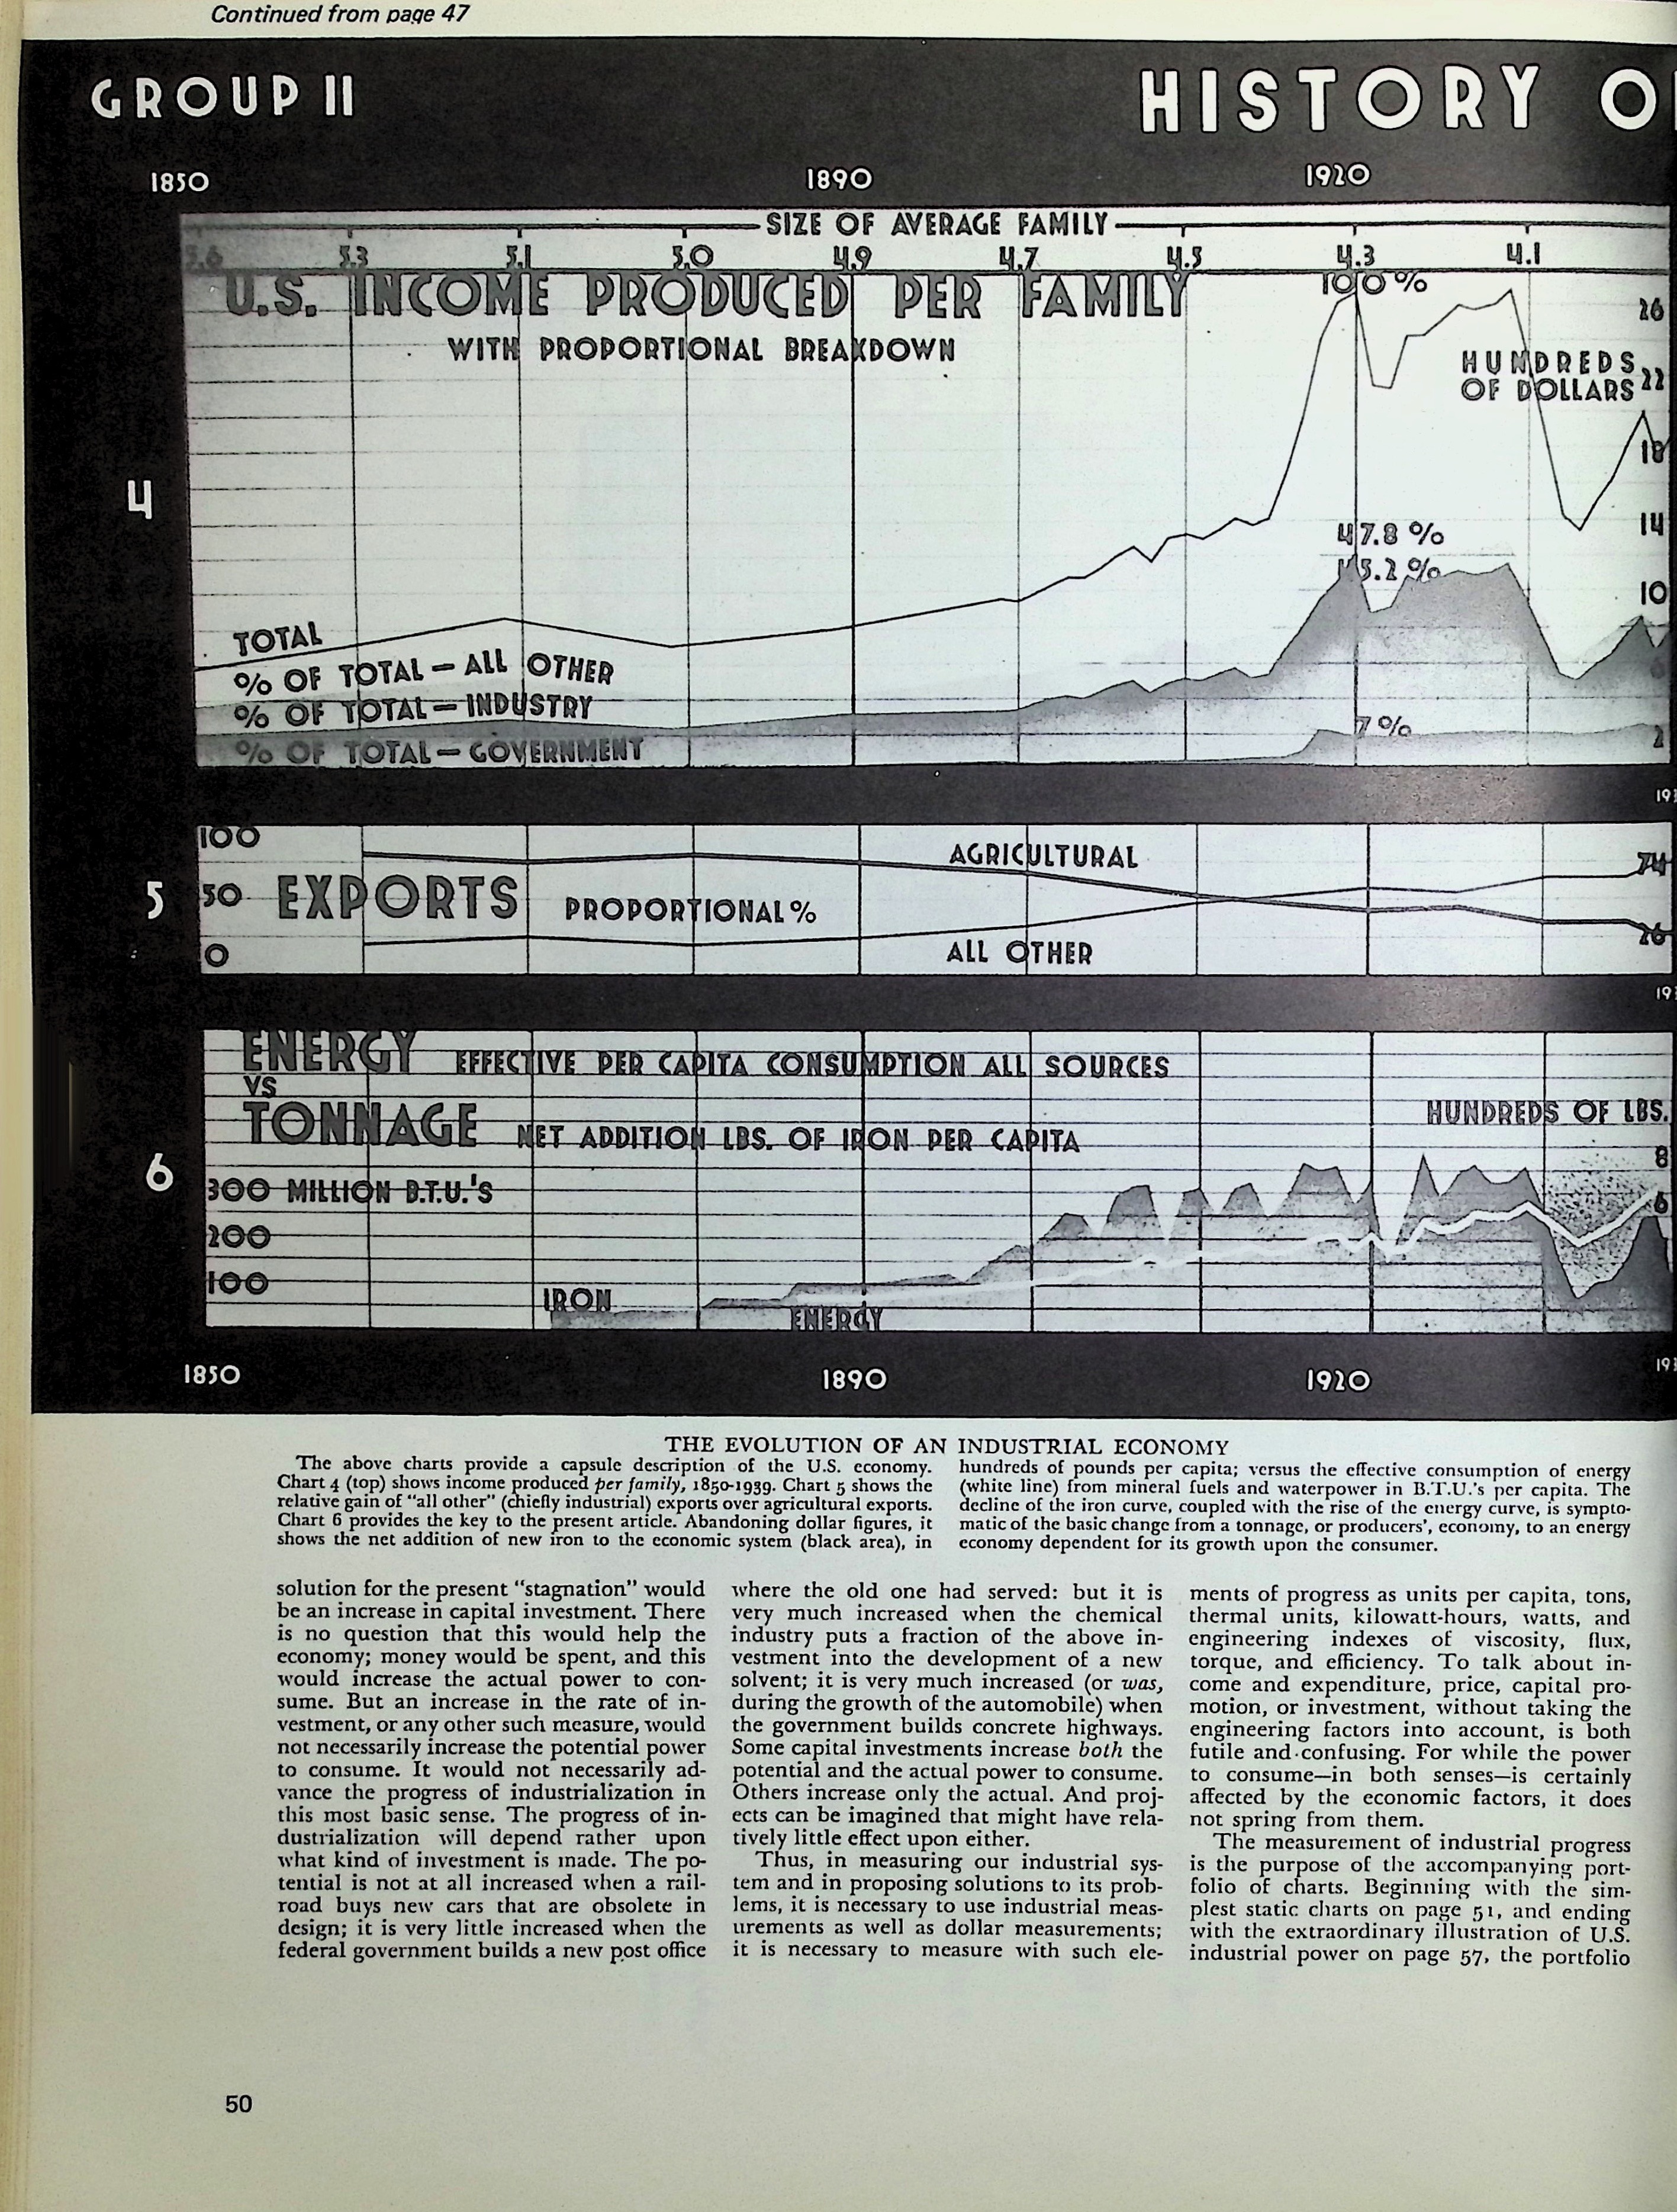 Continued from page 47
GROUP II
HISTORY O
1850 1890 1920
SIZE OF AVERAGE FAMILY
5.6 5.3 5.1 5.0 4.9 4.7 4.5 4.3 4.1
U.S. INCOME PRODUCED PER FAMILY
100%
26
WITH PROPORTIONAL BREAKDOWN
HUNDREDS
OF DOLLARS
22
18
4
14
47.8 %
45.2 %
10
TOTAL
% OF TOTAL — ALL OTHER
6
% OF TOTAL — INDUSTRY
7 %
% OF TOTAL — GOVERNMENT
2
100
AGRICULTURAL
74
5
50
EXPORTS
PROPORTIONAL %
26
0
ALL OTHER
ENERGY EFFECTIVE PER CAPITA CONSUMPTION ALL SOURCES
VS
TONNAGE NET ADDITION LBS. OF IRON PER CAPITA
HUNDREDS OF LBS.
8
6
300 MILLION B.T.U.'S
6
200
100
IRON
ENERGY
1850 1890 1920
THE EVOLUTION OF AN INDUSTRIAL ECONOMY
The above charts provide a capsule description of the U.S. economy.
Chart 4 (top) shows income produced per family, 1850-1939. Chart 5 shows the
relative gain of "all other" (chiefly industrial) exports over agricultural exports.
Chart 6 provides the key to the present article. Abandoning dollar figures, it
shows the net addition of new iron to the economic system (black area), in
hundreds of pounds per capita; versus the effective consumption of energy
(white line) from mineral fuels and waterpower in B.T.U.'s per capita. The
decline of the iron curve, coupled with the rise of the energy curve, is sympto-
matic of the basic change from a tonnage, or producers', economy, to an energy
economy dependent for its growth upon the consumer.
solution for the present "stagnation" would
be an increase in capital investment. There
is no question that this would help the
economy; money would be spent, and this
would increase the actual power to con-
sume. But an increase in the rate of in-
vestment, or any other such measure, would
not necessarily increase the potential power
to consume. It would not necessarily ad-
vance the progress of industrialization in
this most basic sense. The progress of in-
dustrialization will depend rather upon
what kind of investment is made. The po-
tential is not at all increased when a rail-
road buys new cars that are obsolete in
design; it is very little increased when the
federal government builds a new post office
where the old one had served: but it is
very much increased when the chemical
industry puts a fraction of the above in-
vestment into the development of a new
solvent; it is very much increased (or was,
during the growth of the automobile) when
the government builds concrete highways.
Some capital investments increase both the
potential and the actual power to consume.
Others increase only the actual. And proj-
ects can be imagined that might have rela-
tively little effect upon either.
Thus, in measuring our industrial sys-
tem and in proposing solutions to its prob-
lems, it is necessary to use industrial meas-
urements as well as dollar measurements;
it is necessary to measure with such ele-
ments of progress as units per capita, tons,
thermal units, kilowatt-hours, watts, and
engineering indexes of viscosity, flux,
torque, and efficiency. To talk about in-
come and expenditure, price, capital pro-
motion, or investment, without taking the
engineering factors into account, is both
futile and confusing. For while the power
to consume—in both senses—is certainly
affected by the economic factors, it does
not spring from them.
The measurement of industrial progress
is the purpose of the accompanying port-
folio of charts. Beginning with the sim-
plest static charts on page 51, and ending
with the extraordinary illustration of U.S.
industrial power on page 57, the portfolio
50